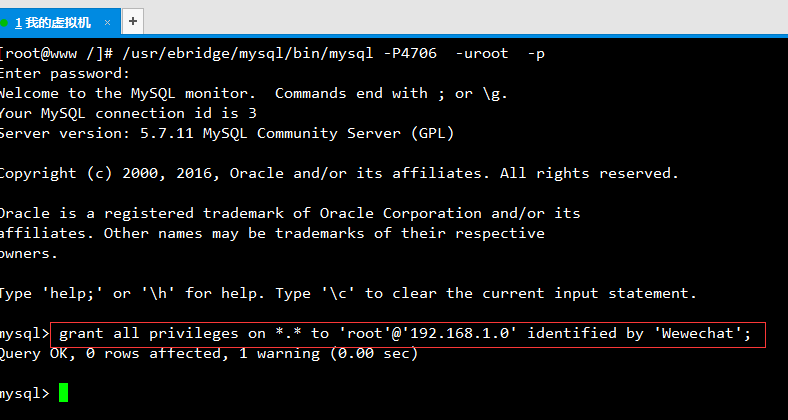 1 我的虚拟机 × +
[root@www /]# /usr/ebridge/mysql/bin/mysql -P4706  -uroot  -p
Enter password:
Welcome to the MySQL monitor.  Commands end with ; or \g.
Your MySQL connection id is 3
Server version: 5.7.11 MySQL Community Server (GPL)
Copyright (c) 2000, 2016, Oracle and/or its affiliates. All rights reserved.
Oracle is a registered trademark of Oracle Corporation and/or its
affiliates. Other names may be trademarks of their respective
owners.
Type 'help;' or '\h' for help. Type '\c' to clear the current input statement.
mysql> grant all privileges on *.* to 'root'@'192.168.1.0' identified by 'Wewechat';
Query OK, 0 rows affected, 1 warning (0.00 sec)
mysql>